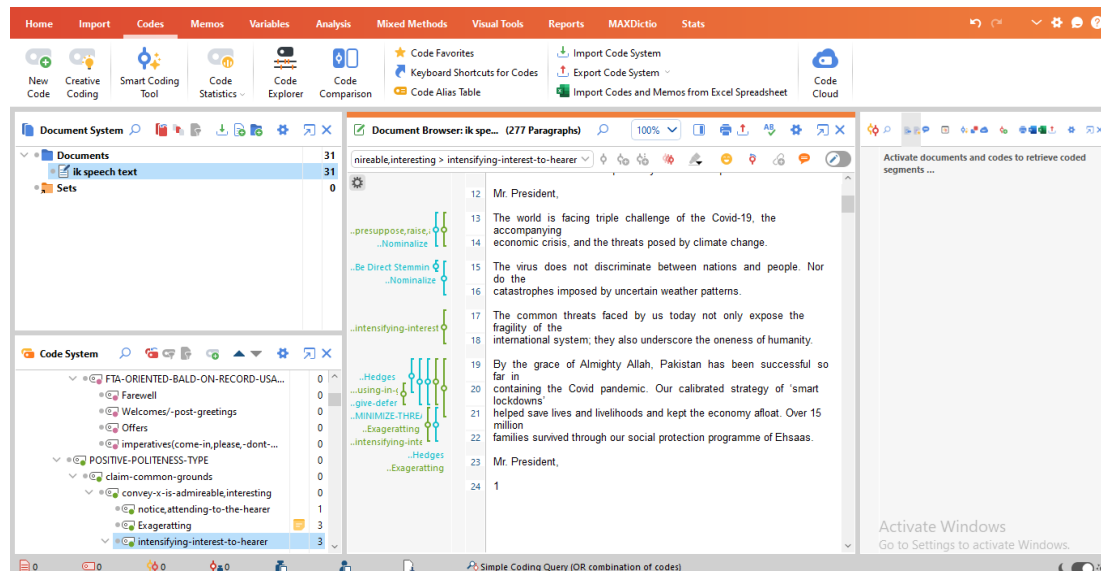 Home Import Codes Memos Variables Analysis Mixed Methods Visual Tools Reports MAXDictio Stats
New Code
Creative Coding
Smart Coding Tool
Code Statistics
Code Explorer
Code Comparison
Code Favorites
Keyboard Shortcuts for Codes
Code Alias Table
Import Code System
Export Code System
Import Codes and Memos from Excel Spreadsheet
Code Cloud
Document System
Documents 31
ik speech text 31
Sets 0
Code System
FTA-ORIENTED-BALD-ON-RECORD-USA... 0
Farewell 0
Welcomes/-post-greetings 0
Offers 0
imperatives(come-in,please,-dont-... 0
POSITIVE-POLITENESS-TYPE 0
claim-common-grounds 0
convey-x-is-admireable,interesting 0
notice,attending-to-the-hearer 1
Exageratting 3
intensifying-interest-to-hearer 3
Document Browser: ik spe... (277 Paragraphs) 100%
nireable,interesting > intensifying-interest-to-hearer
12 Mr. President,
13 The world is facing triple challenge of the Covid-19, the
accompanying
14 economic crisis, and the threats posed by climate change.
15 The virus does not discriminate between nations and people. Nor
do the
16 catastrophes imposed by uncertain weather patterns.
17 The common threats faced by us today not only expose the
fragility of the
18 international system; they also underscore the oneness of humanity.
19 By the grace of Almighty Allah, Pakistan has been successful so
far in
20 containing the Covid pandemic. Our calibrated strategy of 'smart
lockdowns'
21 helped save lives and livelihoods and kept the economy afloat. Over 15
million
22 families survived through our social protection programme of Ehsaas.
23 Mr. President,
24 1
..presuppose,raise,
..Nominalize
..Be Direct Stemmin
..Nominalize
..intensifying-interest
..Hedges
...using-in-(
..give-defer
..MINIMIZE-THRE
..Exageratting
..intensifying-inte
..Hedges
..Exageratting
Activate documents and codes to retrieve coded
segments ...
Activate Windows
Go to Settings to activate Windows.
0 0 0 0 Simple Coding Query (OR combination of codes)